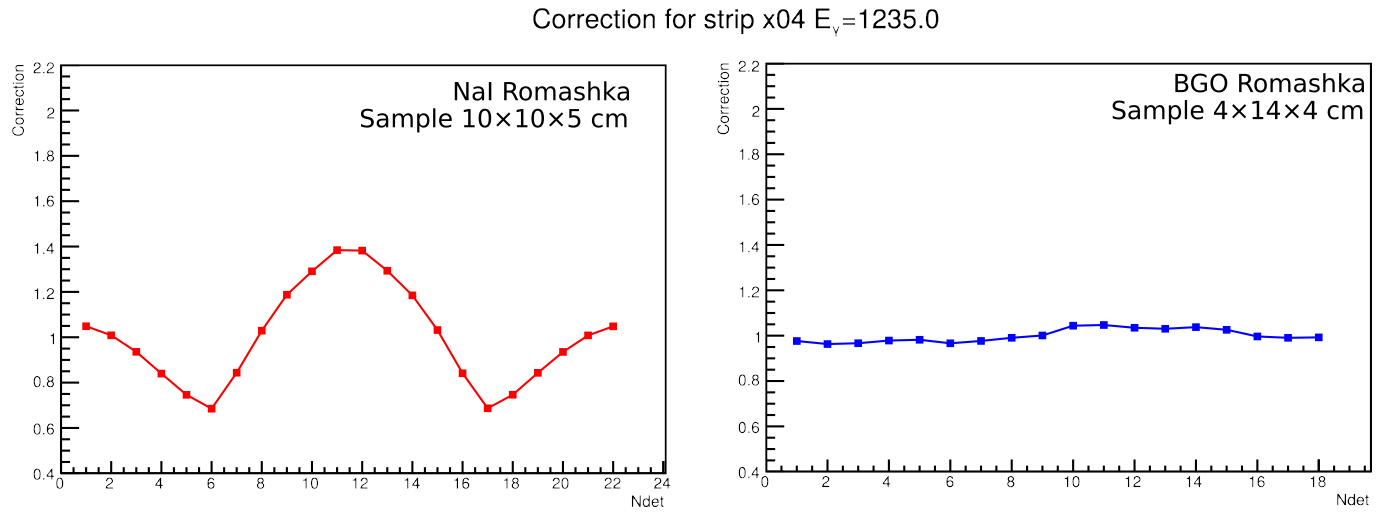 Correction for strip x04 Eγ=1235.0
NaI Romashka
Sample 10×10×5 cm
Correction
2.2
2
1.8
1.6
1.4
1.2
1
0.8
0.6
0.4
0 2 4 6 8 10 12 14 16 18 20 22 24
Ndet
BGO Romashka
Sample 4×14×4 cm
Correction
2.2
2
1.8
1.6
1.4
1.2
1
0.8
0.6
0.4
0 2 4 6 8 10 12 14 16 18
Ndet